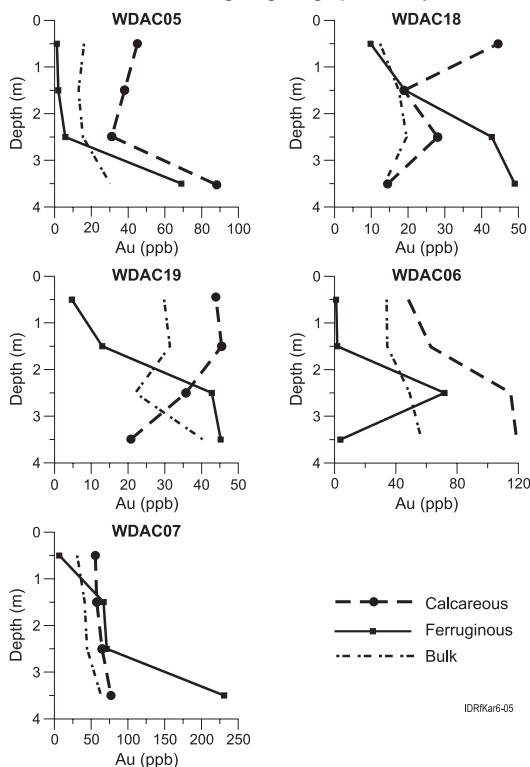 WDAC05
0
1
2
3
4
Depth (m)
0 20 40 60 80 100
Au (ppb)
WDAC18
0
1
2
3
4
Depth (m)
0 10 20 30 40 50
Au (ppb)
WDAC19
0
1
2
3
4
Depth (m)
0 10 20 30 40 50
Au (ppb)
WDAC06
0
1
2
3
4
Depth (m)
0 40 80 120
Au (ppb)
WDAC07
0
1
2
3
4
Depth (m)
0 50 100 150 200 250
Au (ppb)
Calcareous
Ferruginous
Bulk
IDRfKar6-05